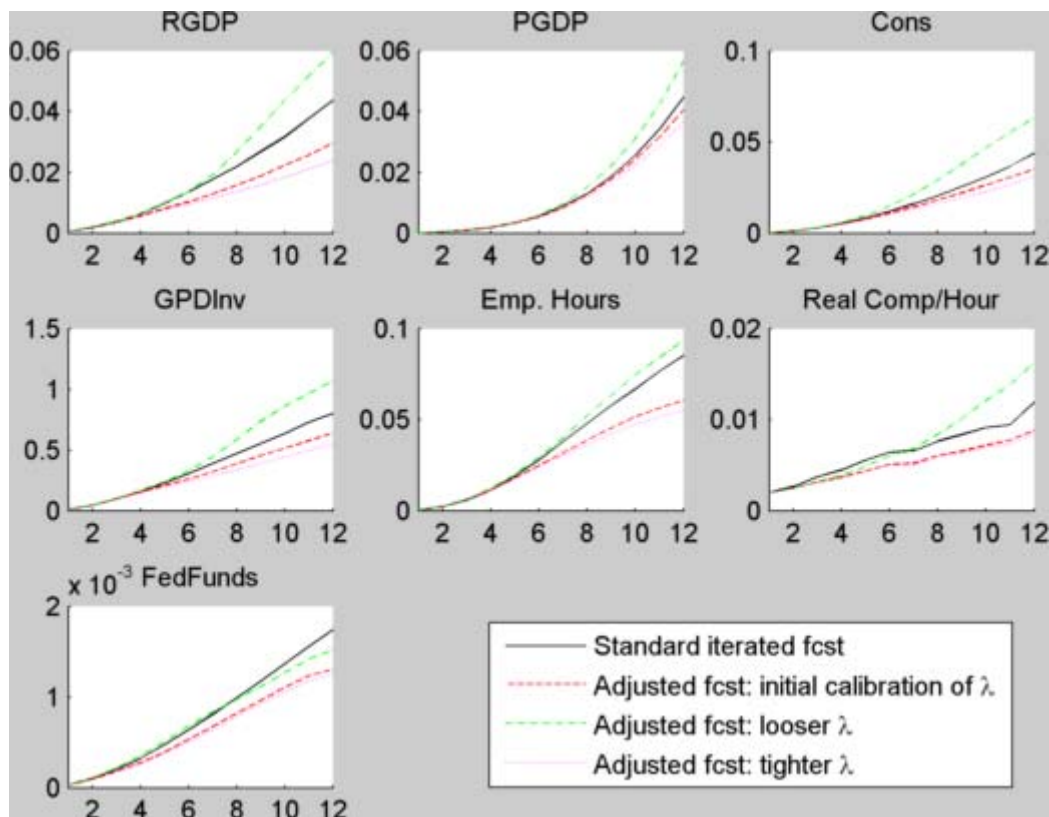 RGDP
PGDP
Cons
0.06
0.04
0.02
0
2 4 6 8 10 12
0.06
0.04
0.02
0
2 4 6 8 10 12
0.1
0.05
0
2 4 6 8 10 12
GPDInv
Emp. Hours
Real Comp/Hour
1.5
1
0.5
0
2 4 6 8 10 12
0.1
0.05
0
2 4 6 8 10 12
0.02
0.01
0
2 4 6 8 10 12
x 10⁻³ FedFunds
2
1
0
2 4 6 8 10 12
Standard iterated fcst
Adjusted fcst: initial calibration of λ
Adjusted fcst: looser λ
Adjusted fcst: tighter λ